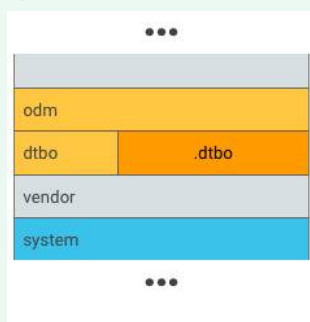 •••
odm
dtbo .dtbo
vendor
system
•••